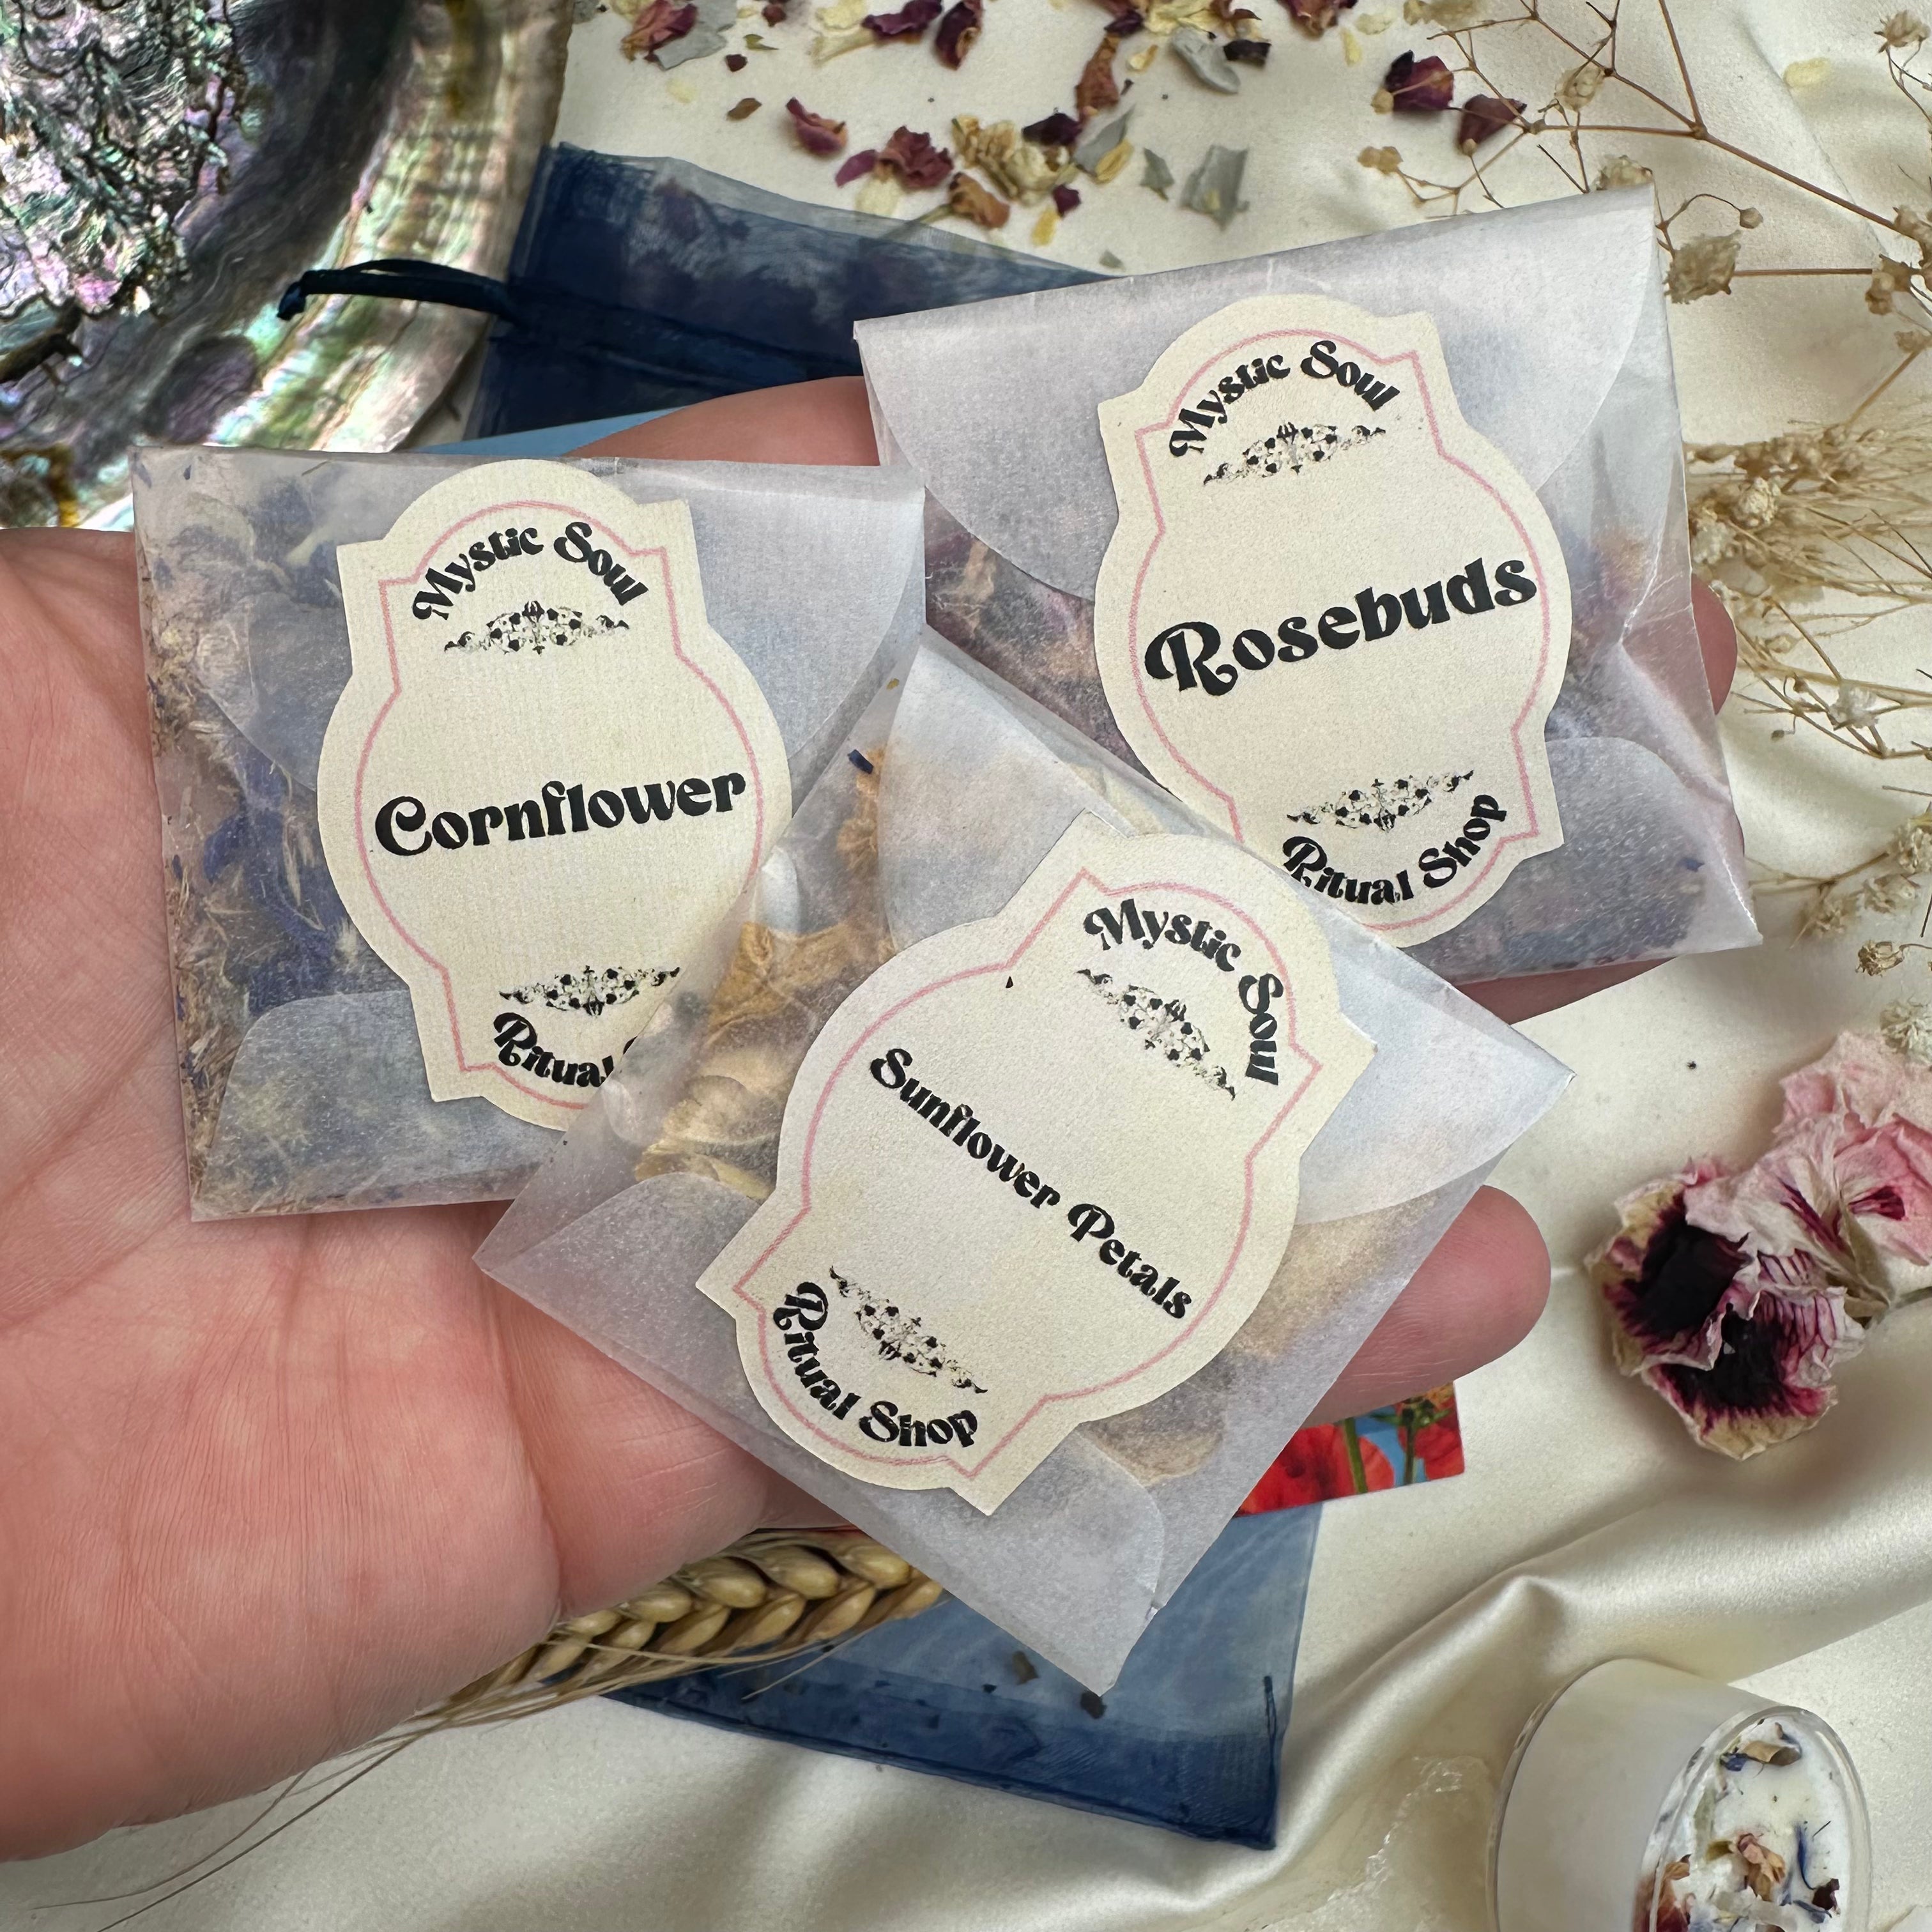 Mystic Soul
Cornflower
Ritual
Mystic Soul
Rosebuds
Ritual Shop
Mystic Soul
Sunflower Petals
Ritual Shop